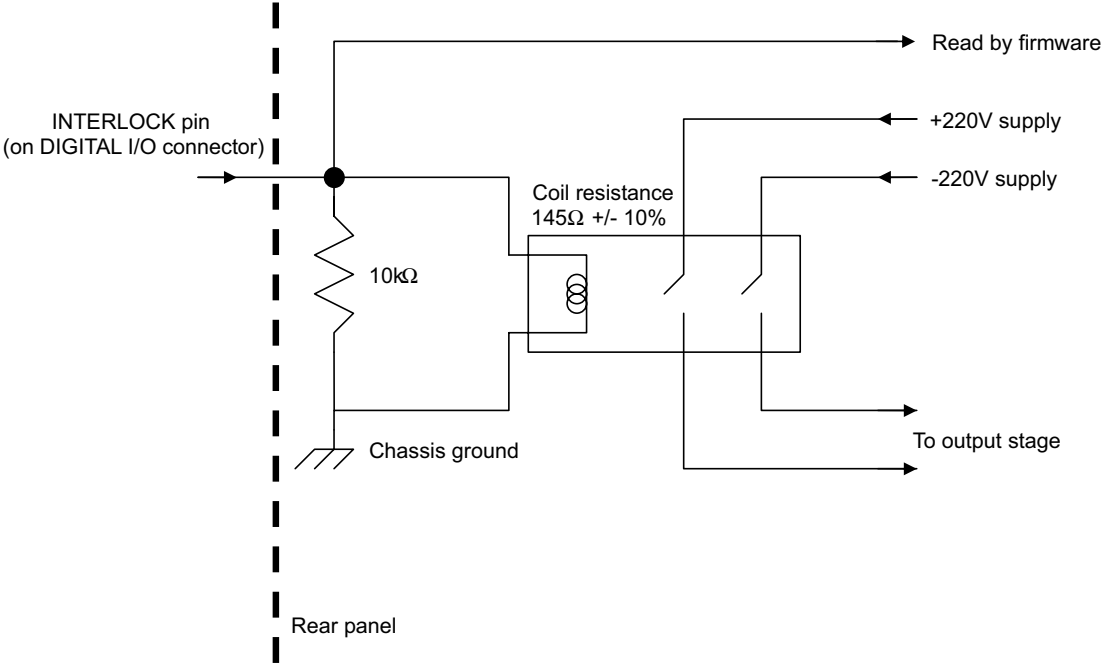 Read by firmware
INTERLOCK pin
(on DIGITAL I/O connector)
+220V supply
-220V supply
Coil resistance
145Ω +/- 10%
10kΩ
To output stage
Chassis ground
Rear panel